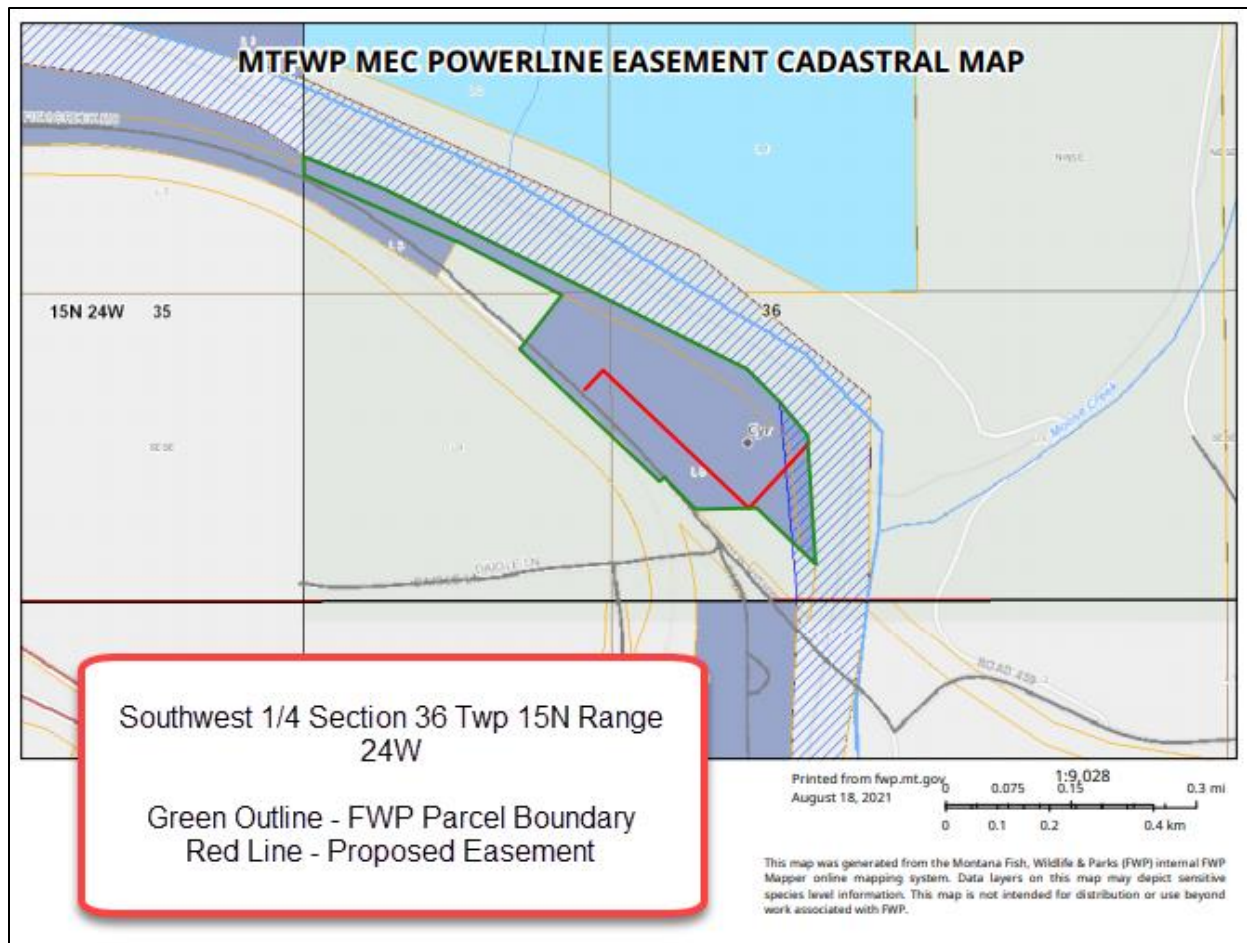 MTFWP MEC POWERLINE EASEMENT CADASTRAL MAP
NWSE
15N 24W 35
36
Moose Creek
SESE
Cyr
L8
DAIGLE LN
ROAD 459
Southwest 1/4 Section 36 Twp 15N Range
24W
Green Outline - FWP Parcel Boundary
Red Line - Proposed Easement
Printed from fwp.mt.gov
August 18, 2021
1:9,028
0 0.075 0.15 0.3 mi
0 0.1 0.2 0.4 km
This map was generated from the Montana Fish, Wildlife & Parks (FWP) internal FWP
Mapper online mapping system. Data layers on this map may depict sensitive
species level information. This map is not intended for distribution or use beyond
work associated with FWP.